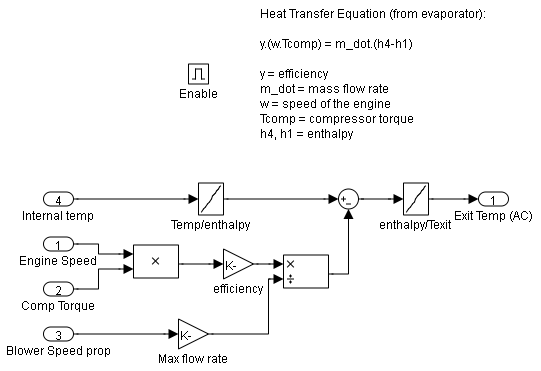 Heat Transfer Equation (from evaporator):
y.(w.Tcomp) = m_dot.(h4-h1)
y = efficiency
m_dot = mass flow rate
w = speed of the engine
Tcomp = compressor torque
h4, h1 = enthalpy
Enable
4
Internal temp
Temp/enthalpy
+
−
enthalpy/Texit
1
Exit Temp (AC)
1
Engine Speed
×
K-
efficiency
×
÷
2
Comp Torque
3
Blower Speed prop
K-
Max flow rate